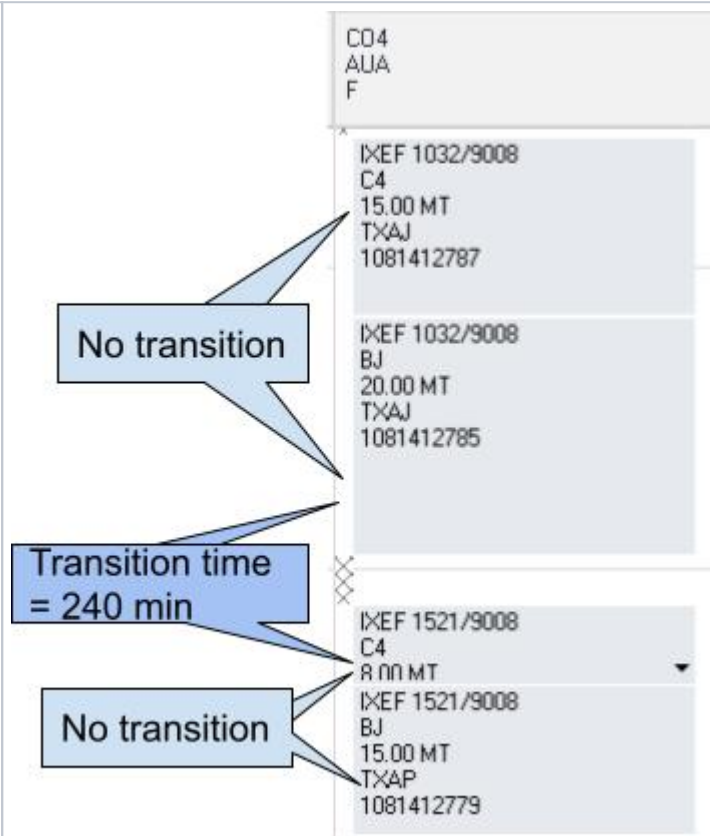 CO4
AUA
F
IXEF 1032/9008
C4
15.00 MT
TXAJ
1081412787
No transition
IXEF 1032/9008
BJ
20.00 MT
TXAJ
1081412785
Transition time
= 240 min
IXEF 1521/9008
C4
8.00 MT
No transition
IXEF 1521/9008
BJ
15.00 MT
TXAP
1081412779